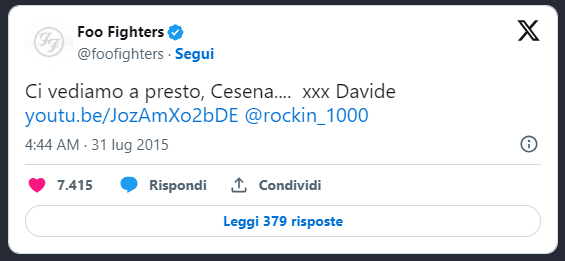 Foo Fighters
@foofighters · Segui
Ci vediamo a presto, Cesena.... xxx Davide
youtu.be/JozAmXo2bDE @rockin_1000
4:44 AM · 31 lug 2015
7.415 Rispondi Condividi
Leggi 379 risposte